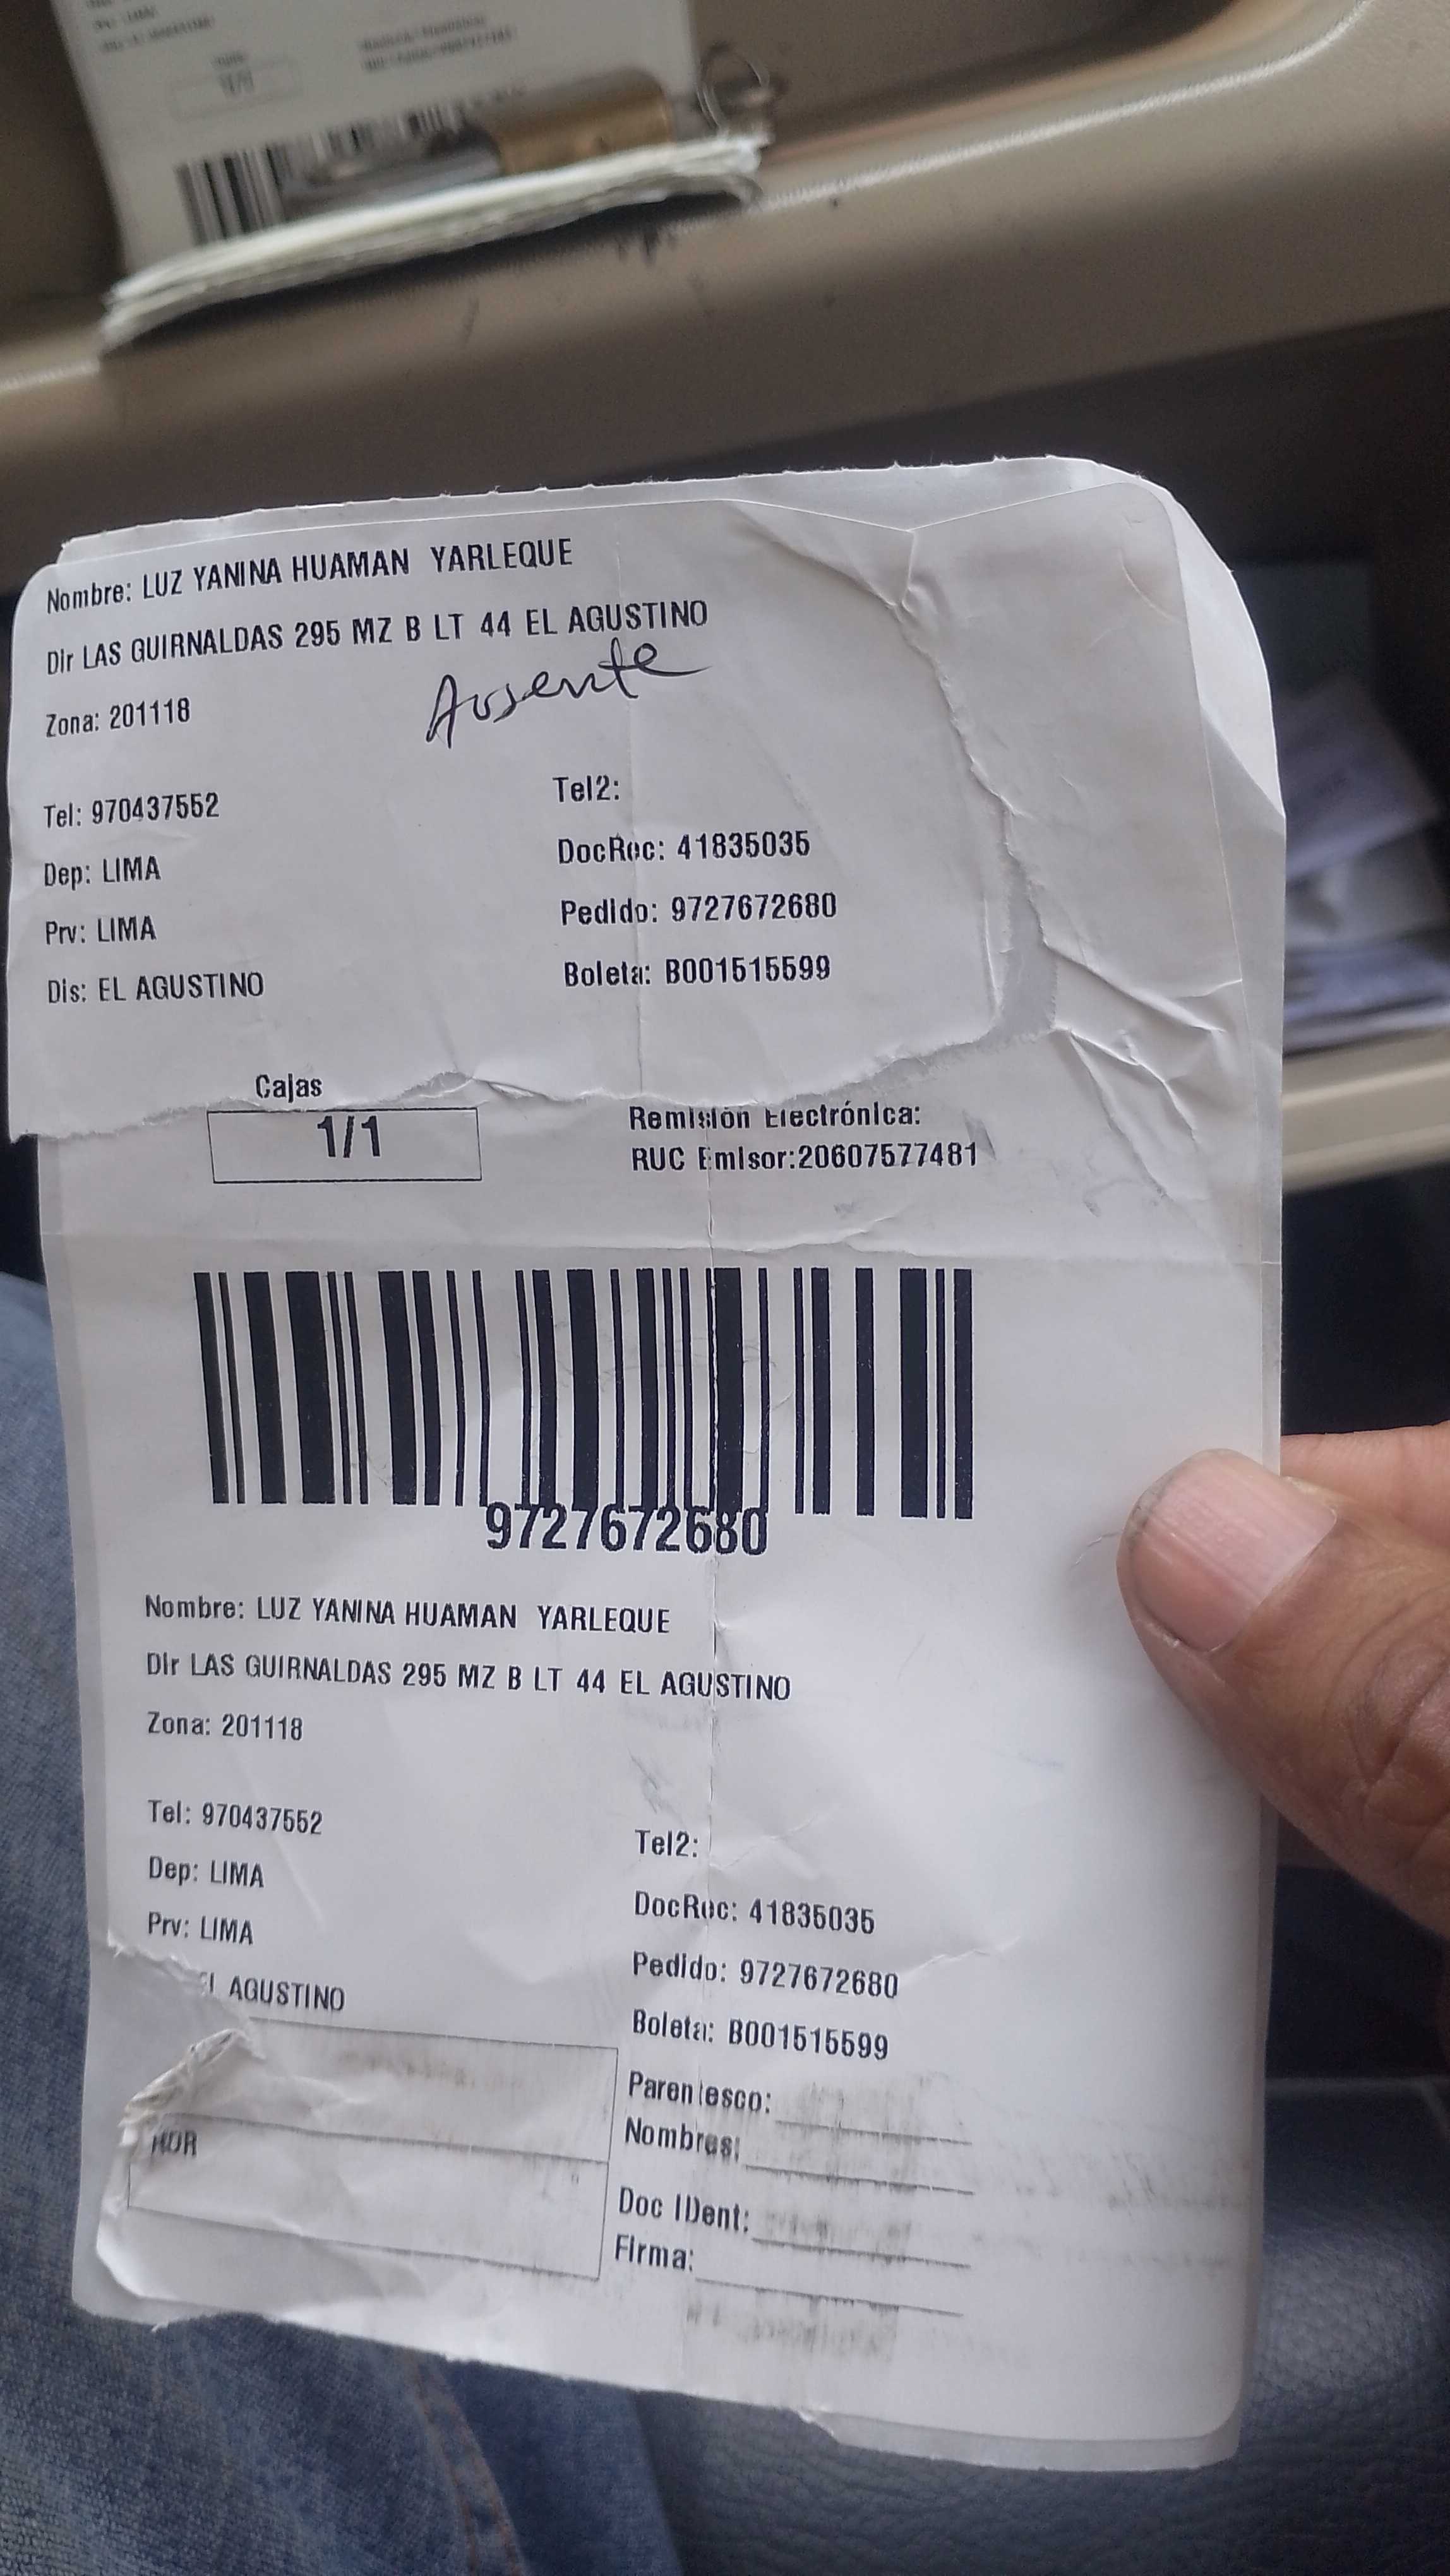 Nombre: LUZ YANINA HUAMAN YARLEQUE
Dir LAS GUIRNALDAS 295 MZ B LT 44 EL AGUSTINO
Ausente
Zona: 201118
Tel: 970437552
Tel2:
Dep: LIMA
DocRec: 41835035
Prv: LIMA
Pedido: 9727672680
Dis: EL AGUSTINO
Boleta: B001515599
Cajas
1/1
Remisión Electrónica:
RUC Emisor:20607577481
9727672680
Nombre: LUZ YANINA HUAMAN YARLEQUE
Dir LAS GUIRNALDAS 295 MZ B LT 44 EL AGUSTINO
Zona: 201118
Tel: 970437552
Tel2:
Dep: LIMA
DocRec: 41835035
Prv: LIMA
Pedido: 9727672680
EL AGUSTINO
Boleta: B001515599
Parentesco:
Nombres:
HOR
Doc IDent:
Firma: